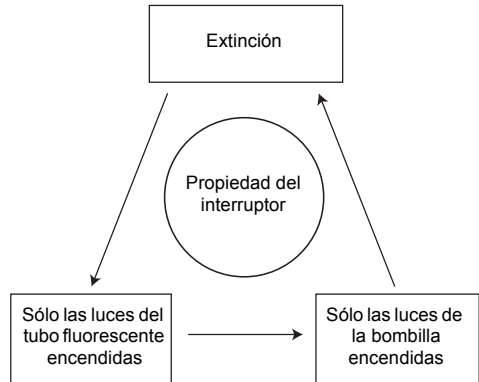 Extinción
Propiedad del
interruptor
Sólo las luces del
tubo fluorescente
encendidas
Sólo las luces de
la bombilla
encendidas